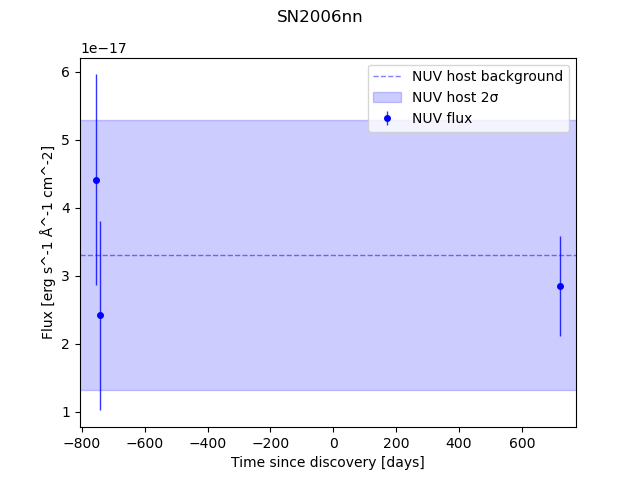 SN2006nn
1e−17
NUV host background
NUV host 2σ
NUV flux
6
5
4
3
2
1
Flux [erg s^-1 Å^-1 cm^-2]
−800 −600 −400 −200 0 200 400 600
Time since discovery [days]